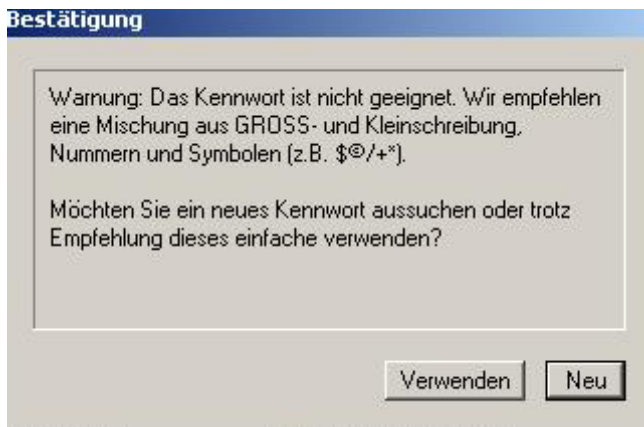 Bestätigung
Warnung: Das Kennwort ist nicht geeignet. Wir empfehlen
eine Mischung aus GROSS- und Kleinschreibung,
Nummern und Symbolen (z.B. $©/+*).
Möchten Sie ein neues Kennwort aussuchen oder trotz
Empfehlung dieses einfache verwenden?
Verwenden Neu